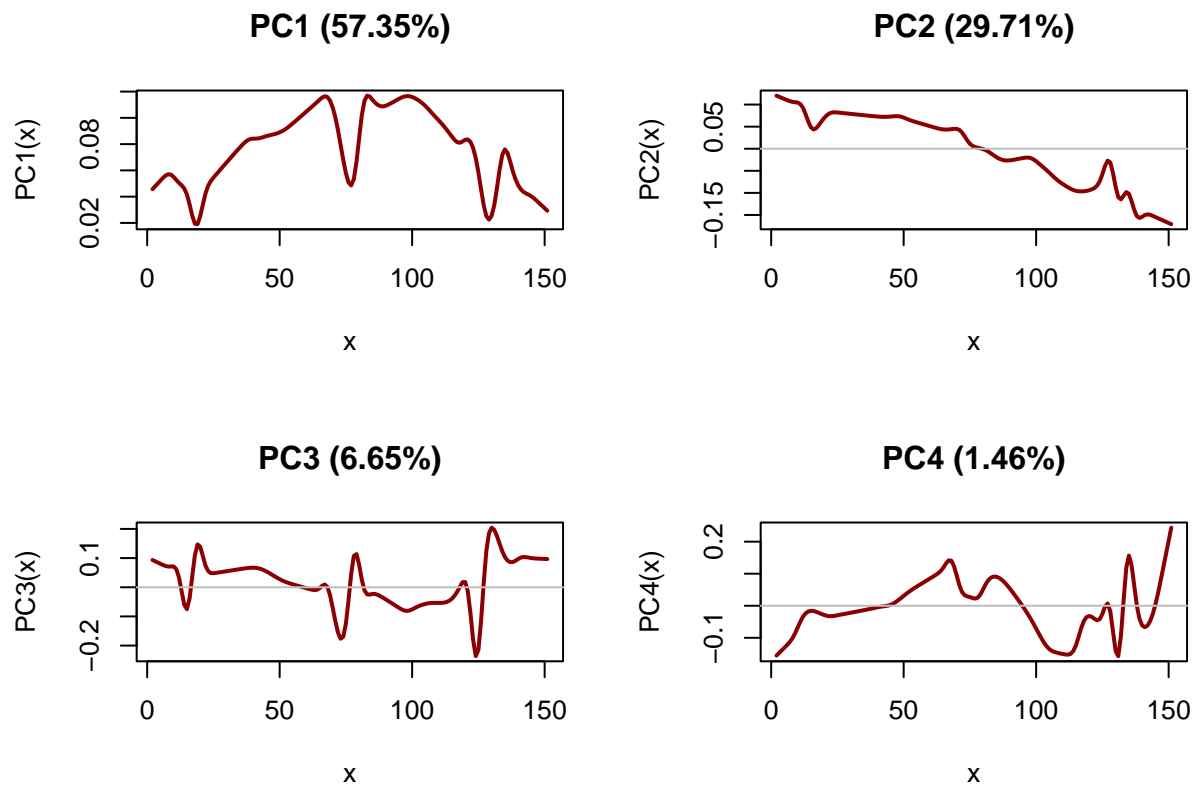 PC1 (57.35%)
PC1(x)
0.08
0.02
0 50 100 150
x
PC2 (29.71%)
PC2(x)
0.05
−0.15
0 50 100 150
x
PC3 (6.65%)
PC3(x)
0.1
−0.2
0 50 100 150
x
PC4 (1.46%)
PC4(x)
0.2
−0.1
0 50 100 150
x